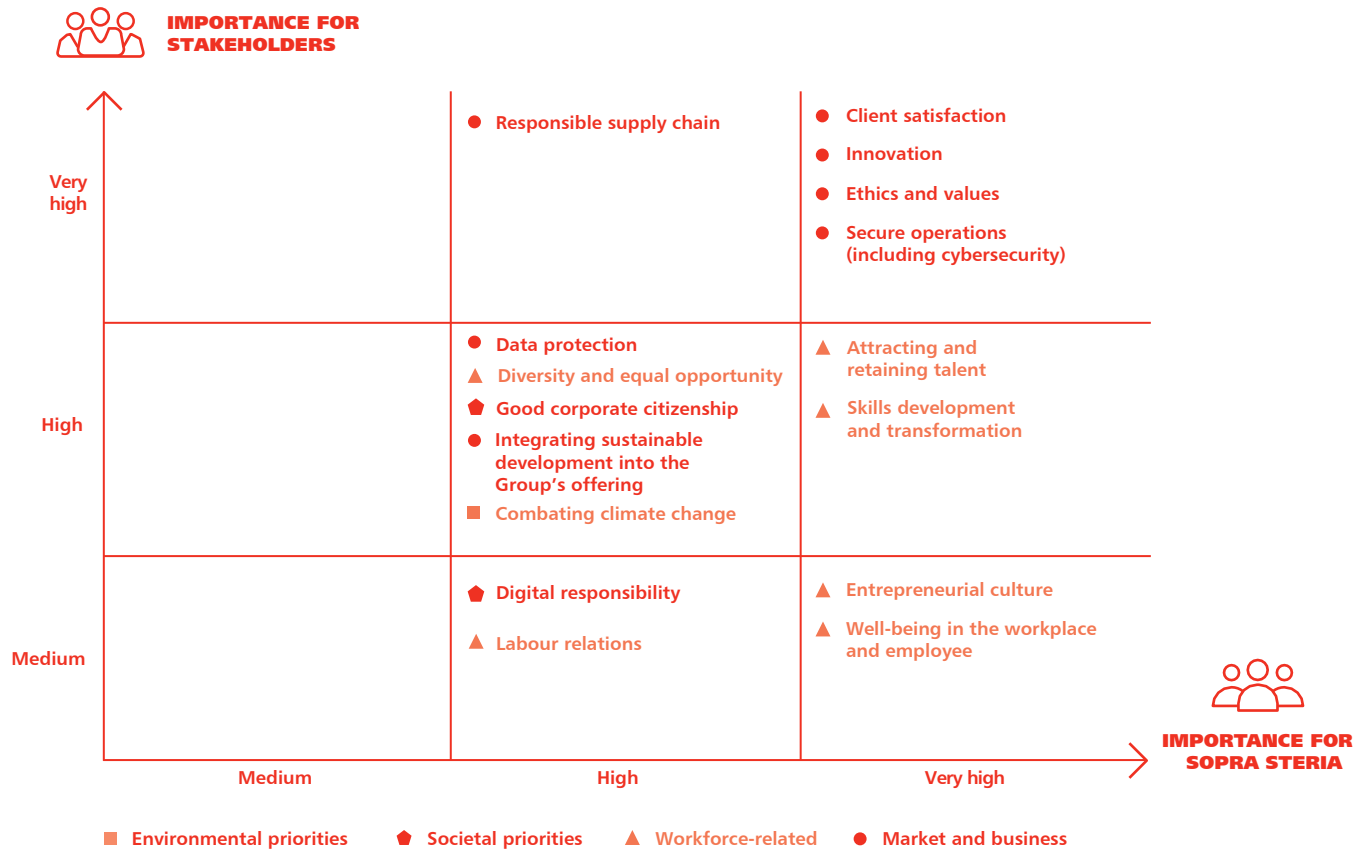 IMPORTANCE FOR
STAKEHOLDERS
Very
high
Responsible supply chain
Client satisfaction
Innovation
Ethics and values
Secure operations
(including cybersecurity)
High
Data protection
Diversity and equal opportunity
Good corporate citizenship
Integrating sustainable
development into the
Group’s offering
Combating climate change
Attracting and
retaining talent
Skills development
and transformation
Medium
Digital responsibility
Labour relations
Entrepreneurial culture
Well-being in the workplace
and employee
IMPORTANCE FOR
SOPRA STERIA
Medium
High
Very high
Environmental priorities
Societal priorities
Workforce-related
Market and business